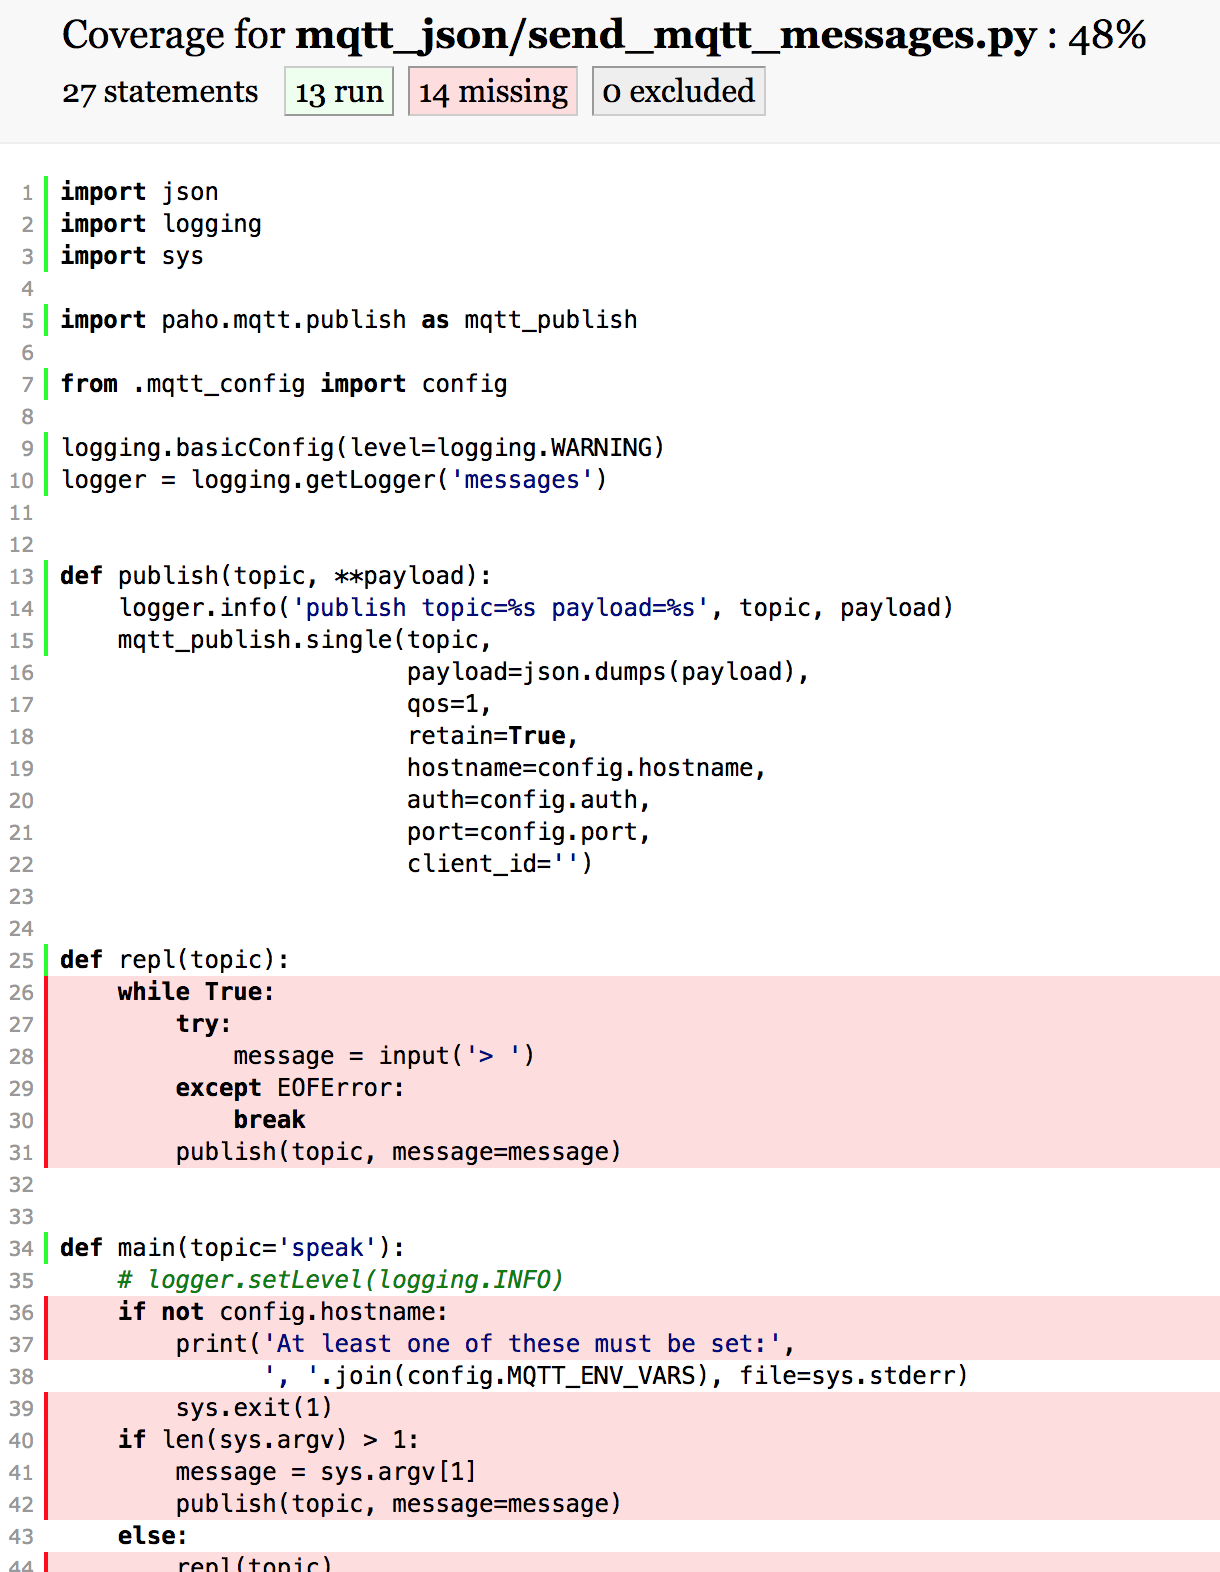 Coverage for mqtt_json/send_mqtt_messages.py : 48%
27 statements 13 run 14 missing 0 excluded
1 import json
2 import logging
3 import sys
4
5 import paho.mqtt.publish as mqtt_publish
6
7 from .mqtt_config import config
8
9 logging.basicConfig(level=logging.WARNING)
10 logger = logging.getLogger('messages')
11
12
13 def publish(topic, **payload):
14     logger.info('publish topic=%s payload=%s', topic, payload)
15     mqtt_publish.single(topic,
16                         payload=json.dumps(payload),
17                         qos=1,
18                         retain=True,
19                         hostname=config.hostname,
20                         auth=config.auth,
21                         port=config.port,
22                         client_id='')
23
24
25 def repl(topic):
26     while True:
27         try:
28             message = input('> ')
29         except EOFError:
30             break
31         publish(topic, message=message)
32
33
34 def main(topic='speak'):
35     # logger.setLevel(logging.INFO)
36     if not config.hostname:
37         print('At least one of these must be set:',
38               ', '.join(config.MQTT_ENV_VARS), file=sys.stderr)
39         sys.exit(1)
40     if len(sys.argv) > 1:
41         message = sys.argv[1]
42         publish(topic, message=message)
43     else:
44         repl(topic)